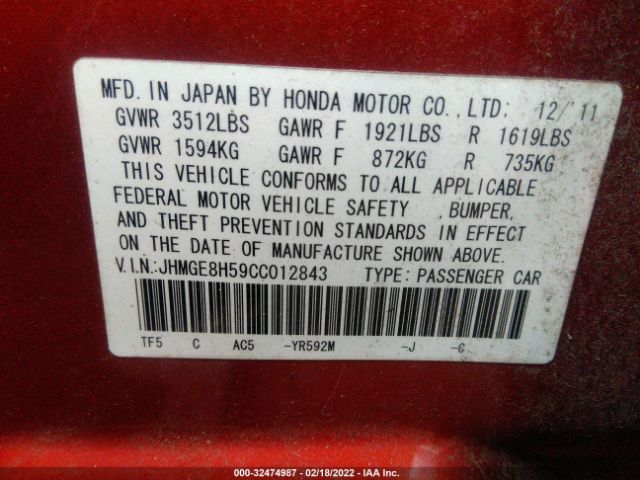 MFD. IN JAPAN BY HONDA MOTOR CO., LTD: 12/'11
GVWR 3512LBS GAWR F 1921LBS R 1619LBS
GVWR 1594KG GAWR F 872KG R 735KG
THIS VEHICLE CONFORMS TO ALL APPLICABLE
FEDERAL MOTOR VEHICLE SAFETY , BUMPER,
AND THEFT PREVENTION STANDARDS IN EFFECT
ON THE DATE OF MANUFACTURE SHOWN ABOVE.
V.I.N:JHMGE8H59CC012843 TYPE: PASSENGER CAR
TF5 C AC5 -YR592M -J -C
000-32474987 - 02/18/2022 - IAA Inc.